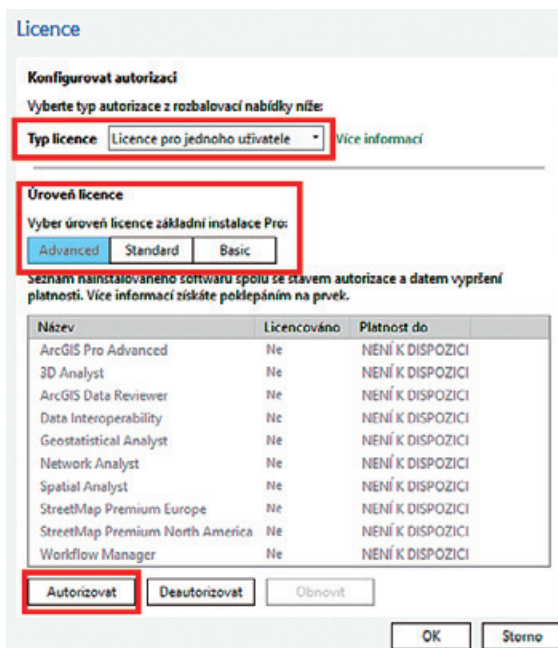 Licence
Konfigurovat autorizaci
Vyberte typ autorizace z rozbalovací nabídky níže:
Typ licence Licence pro jednoho uživatele Více informací
Úroveň licence
Vyber úroveň licence základní instalace Pro:
Advanced Standard Basic
Seznam nainstalovaného softwaru spolu se stavem autorizace a datem vypršení
platnosti. Více informací získáte poklepáním na prvek.
Název Licencováno Platnost do
ArcGIS Pro Advanced Ne NENÍ K DISPOZICI
3D Analyst Ne NENÍ K DISPOZICI
ArcGIS Data Reviewer Ne NENÍ K DISPOZICI
Data Interoperability Ne NENÍ K DISPOZICI
Geostatistical Analyst Ne NENÍ K DISPOZICI
Network Analyst Ne NENÍ K DISPOZICI
Spatial Analyst Ne NENÍ K DISPOZICI
StreetMap Premium Europe Ne NENÍ K DISPOZICI
StreetMap Premium North America Ne NENÍ K DISPOZICI
Workflow Manager Ne NENÍ K DISPOZICI
Autorizovat Deautorizovat Obnovit
OK Storno